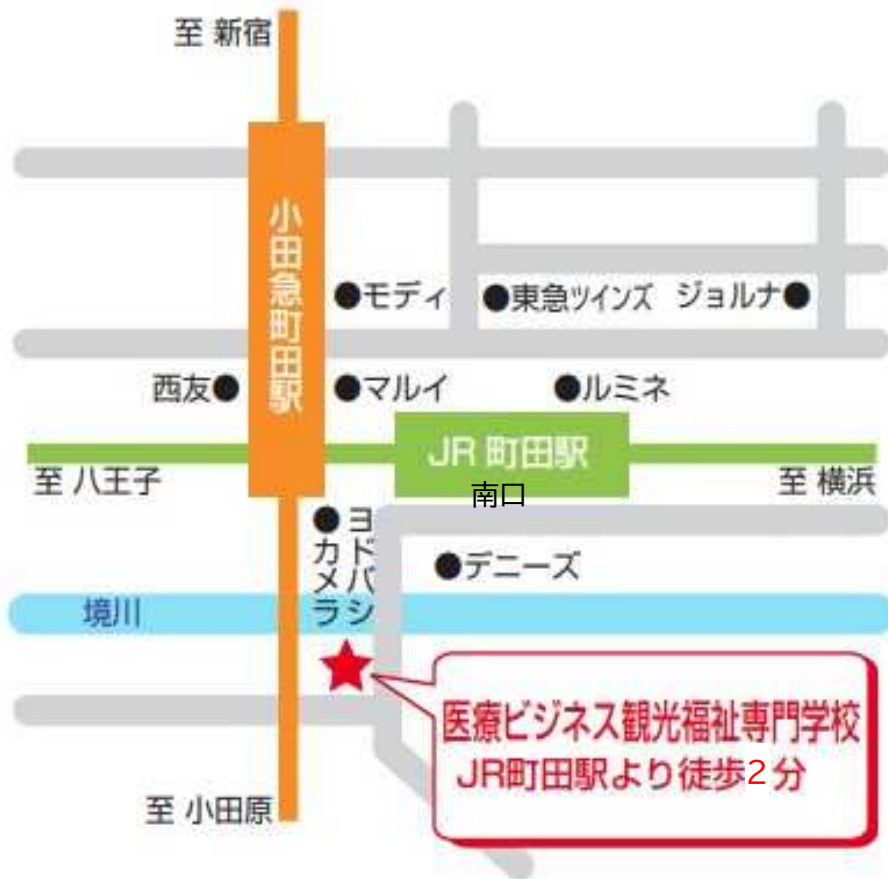 至 新宿
小田急町田駅
●モディ
●東急ツインズ
ジョルナ●
西友●
●マルイ
●ルミネ
JR 町田駅
至 八王子
南口
至 横浜
●ヨドバシ
カメラ
●デニーズ
境川
医療ビジネス観光福祉専門学校
JR町田駅より徒歩2分
至 小田原